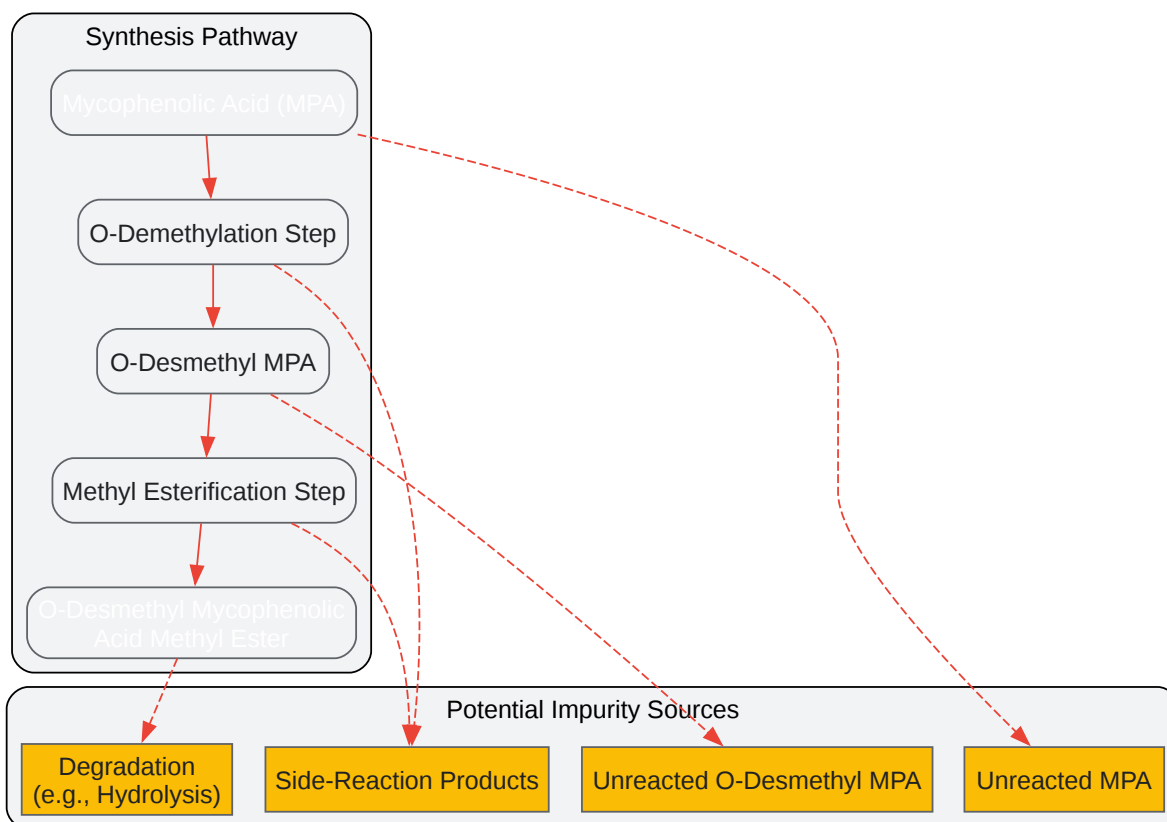 Synthesis Pathway
Mycophenolic Acid (MPA)
O-Demethylation Step
O-Desmethyl MPA
Methyl Esterification Step
O-Desmethyl Mycophenolic
Acid Methyl Ester
Potential Impurity Sources
Degradation
(e.g., Hydrolysis)
Side-Reaction Products
Unreacted O-Desmethyl MPA
Unreacted MPA